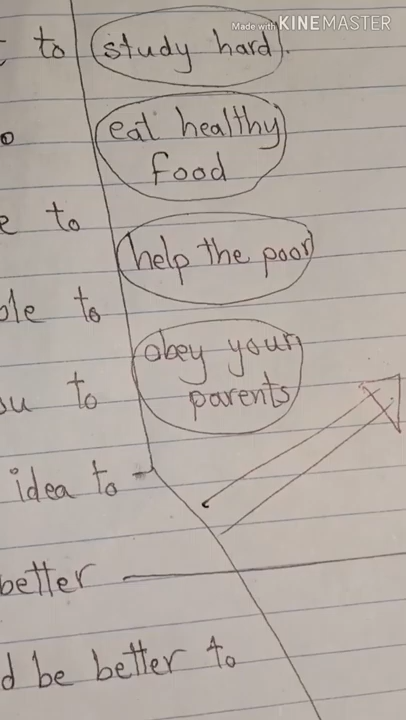 Made with KINEMASTER
to study hard.
eat healthy
food
to
help the poor
to
obey your
parents
to
idea to
better
be better to